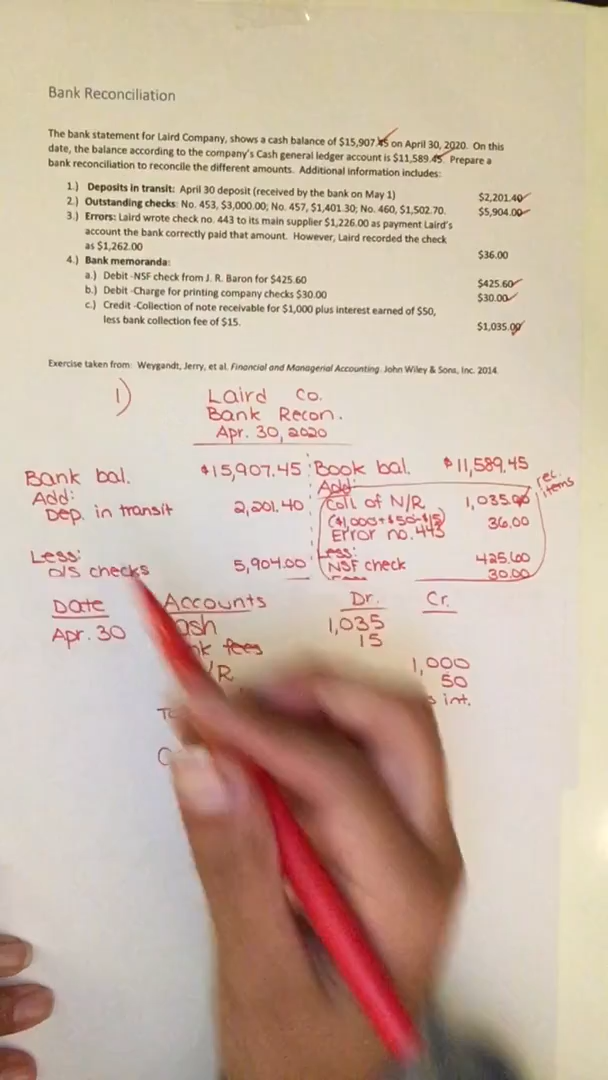 Bank Reconciliation
The bank statement for Laird Company, shows a cash balance of $15,907.45 on April 30, 2020. On this
date, the balance according to the company's Cash general ledger account is $11,589.45. Prepare a
bank reconciliation to reconcile the different amounts. Additional information includes:
1.) Deposits in transit: April 30 deposit (received by the bank on May 1) $2,201.40
2.) Outstanding checks: No. 453, $3,000.00; No. 457, $1,401.30; No. 460, $1,502.70. $5,904.00
3.) Errors: Laird wrote check no. 443 to its main supplier $1,226.00 as payment Laird's
account the bank correctly paid that amount. However, Laird recorded the check
as $1,262.00 $36.00
4.) Bank memoranda:
a.) Debit -NSF check from J. R. Baron for $425.60 $425.60
b.) Debit -Charge for printing company checks $30.00 $30.00
c.) Credit -Collection of note receivable for $1,000 plus interest earned of $50,
less bank collection fee of $15. $1,035.00
Exercise taken from: Weygandt, Jerry, et al. Financial and Managerial Accounting. John Wiley & Sons, Inc. 2014.
1) Laird Co.
Bank Recon.
Apr. 30, 2020
Bank bal. $15,907.45 Book bal. $11,589.45
rec. items
Add: Add:
Dep. in transit 2,201.40 Coll of N/R 1,035.00
($1,000+$50-$15)
Error no. 443 36.00
Less: Less:
O/S checks 5,904.00 NSF check 425.60
30.00
Date Accounts Dr. Cr.
Apr. 30 1,035
fees 15
1,000
50
int.